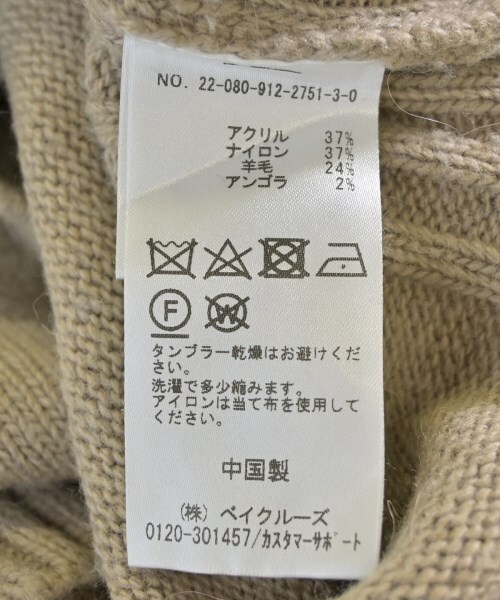 NO. 22-080-912-2751-3-0
アクリル 37%
ナイロン 37%
羊毛 24%
アンゴラ 2%
F W
タンブラー乾燥はお避けくだ
さい。
洗濯で多少縮みます。
アイロンは当て布を使用して
ください。
中国製
(株) ベイクルーズ
0120-301457/カスタマーサポート